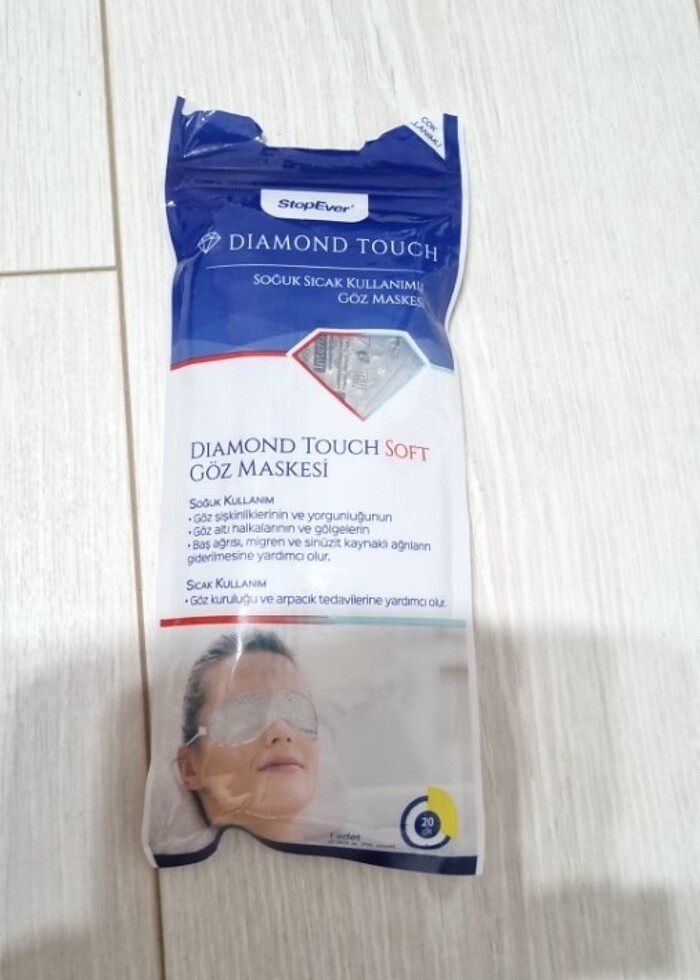 ÇOK
StopEver®
DIAMOND TOUCH
SOĞUK SICAK KULLANIMLI
GÖZ MASKESİ
DIAMOND TOUCH SOFT
GÖZ MASKESİ
SOĞUK KULLANIM
• Göz şişkinliklerinin ve yorgunluğunun
• Göz altı halkalarının ve gölgelerin
• Baş ağrısı, migren ve sinüzit kaynaklı ağrıların
giderilmesine yardımcı olur.
SICAK KULLANIM
• Göz kuruluğu ve arpacık tedavilerine yardımcı olur.
20
dk
1 adet